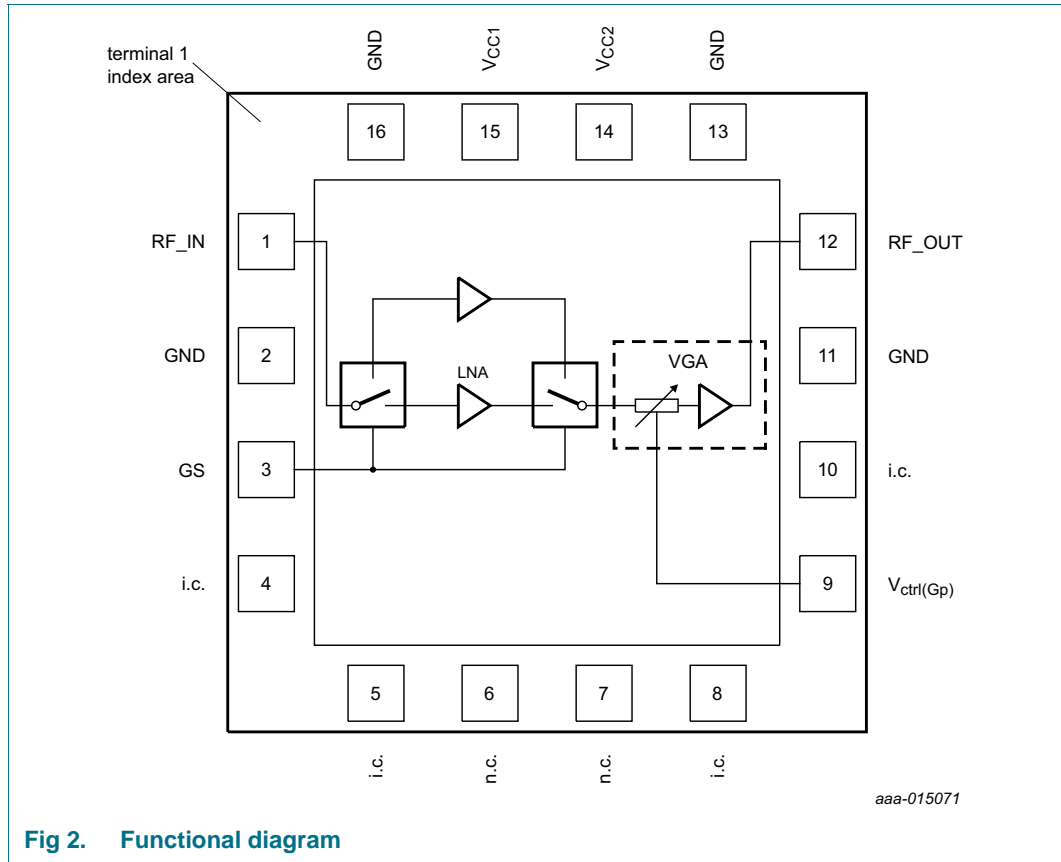 terminal 1
index area
GND
VCC1
VCC2
GND
16
15
14
13
RF_IN
1
12
RF_OUT
GND
2
LNA
VGA
11
GND
GS
3
10
i.c.
i.c.
4
9
Vctrl(Gp)
5
6
7
8
i.c.
n.c.
n.c.
i.c.
aaa-015071
Fig 2. Functional diagram